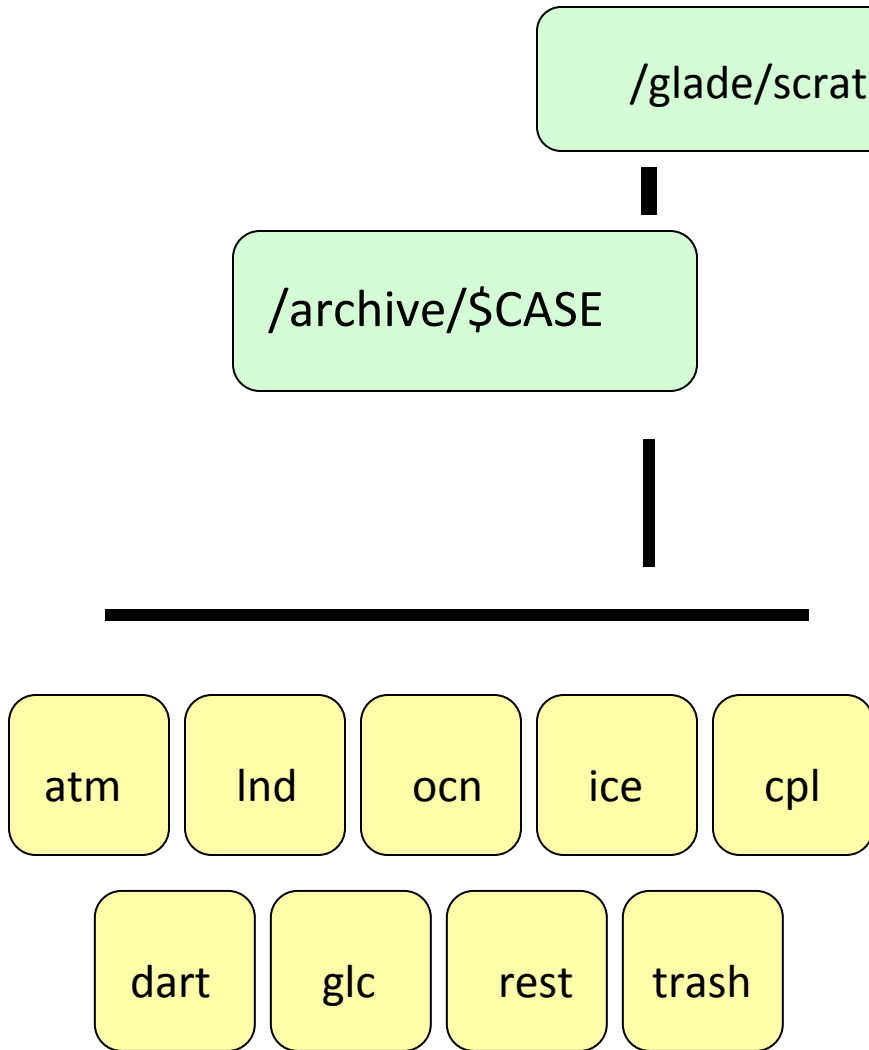 /glade/scrat
/archive/$CASE
atm lnd ocn ice cpl
dart glc rest trash